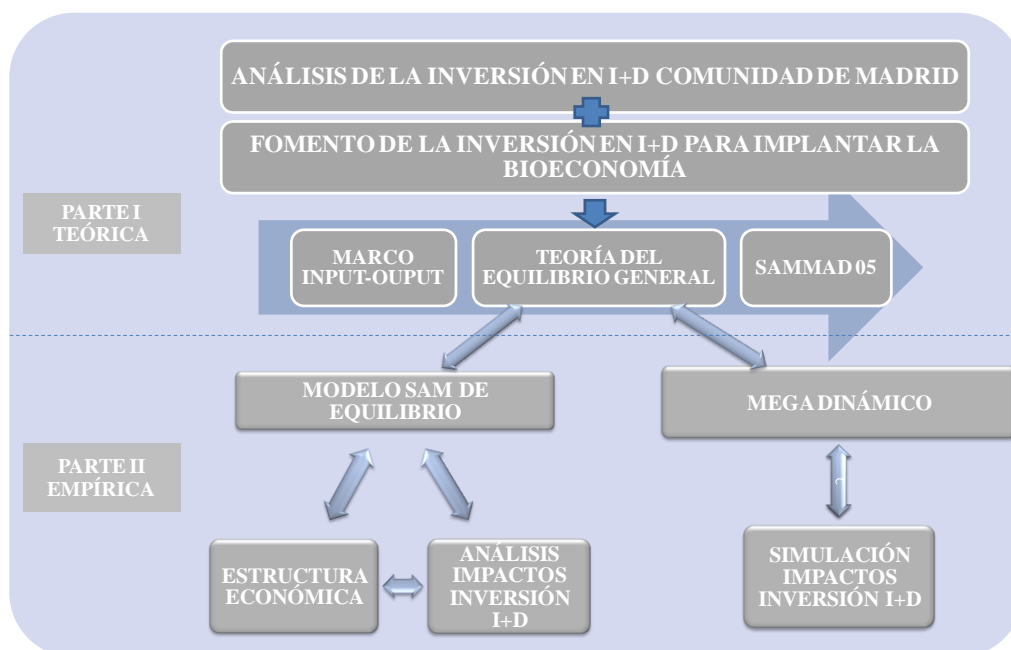 ANÁLISIS DE LA INVERSIÓN EN I+D COMUNIDAD DE MADRID
FOMENTO DE LA INVERSIÓN EN I+D PARA IMPLANTAR LA
BIOECONOMÍA
PARTE I
TEÓRICA
MARCO
INPUT-OUPUT
TEORÍA DEL
EQUILIBRIO GENERAL
SAMMAD 05
MODELO SAM DE
EQUILIBRIO
MEGA DINÁMICO
PARTE II
EMPÍRICA
ESTRUCTURA
ECONÓMICA
ANÁLISIS
IMPACTOS
INVERSIÓN
I+D
SIMULACIÓN
IMPACTOS
INVERSIÓN I+D